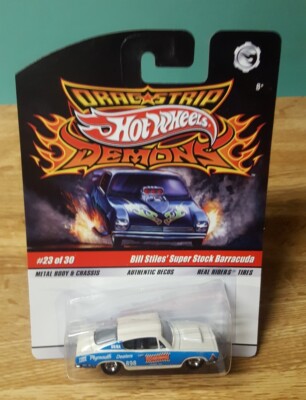 DRAG★STRIP
8+
Hot Wheels
DEMONS
#23 of 30
Bill Stiles' Super Stock Barracuda
METAL BODY & CHASSIS
AUTHENTIC DECOS
REAL RIDERS™ TIRES
Plymouth